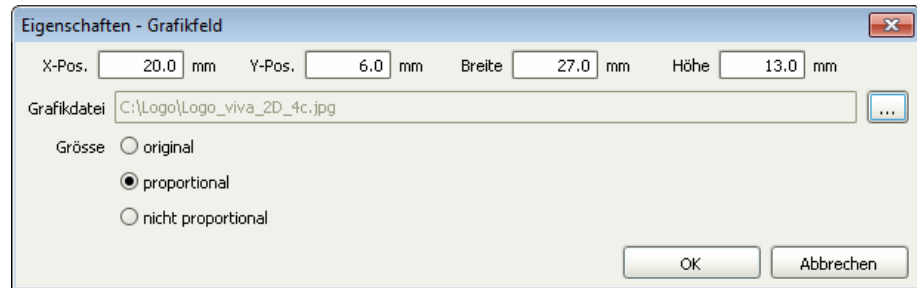 Eigenschaften - Grafikfeld
X-Pos. 20.0 mm Y-Pos. 6.0 mm Breite 27.0 mm Höhe 13.0 mm
Grafikdatei C:\Logo\Logo_viva_2D_4c.jpg ...
Grösse original
proportional
nicht proportional
OK Abbrechen